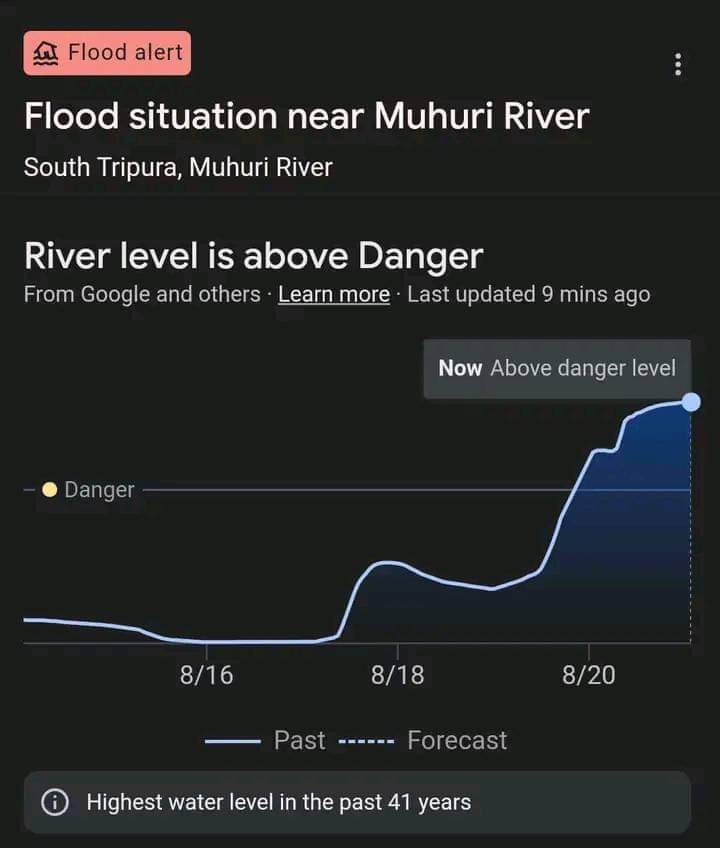 Flood alert
Flood situation near Muhuri River
South Tripura, Muhuri River
River level is above Danger
From Google and others · Learn more · Last updated 9 mins ago
Now Above danger level
Danger
8/16 8/18 8/20
Past Forecast
Highest water level in the past 41 years